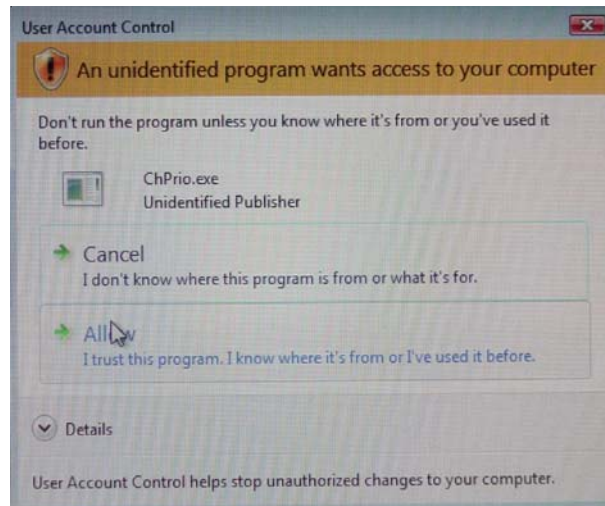 User Account Control
An unidentified program wants access to your computer
Don't run the program unless you know where it's from or you've used it
before.
ChPrio.exe
Unidentified Publisher
Cancel
I don't know where this program is from or what it's for.
Allow
I trust this program. I know where it's from or I've used it before.
Details
User Account Control helps stop unauthorized changes to your computer.